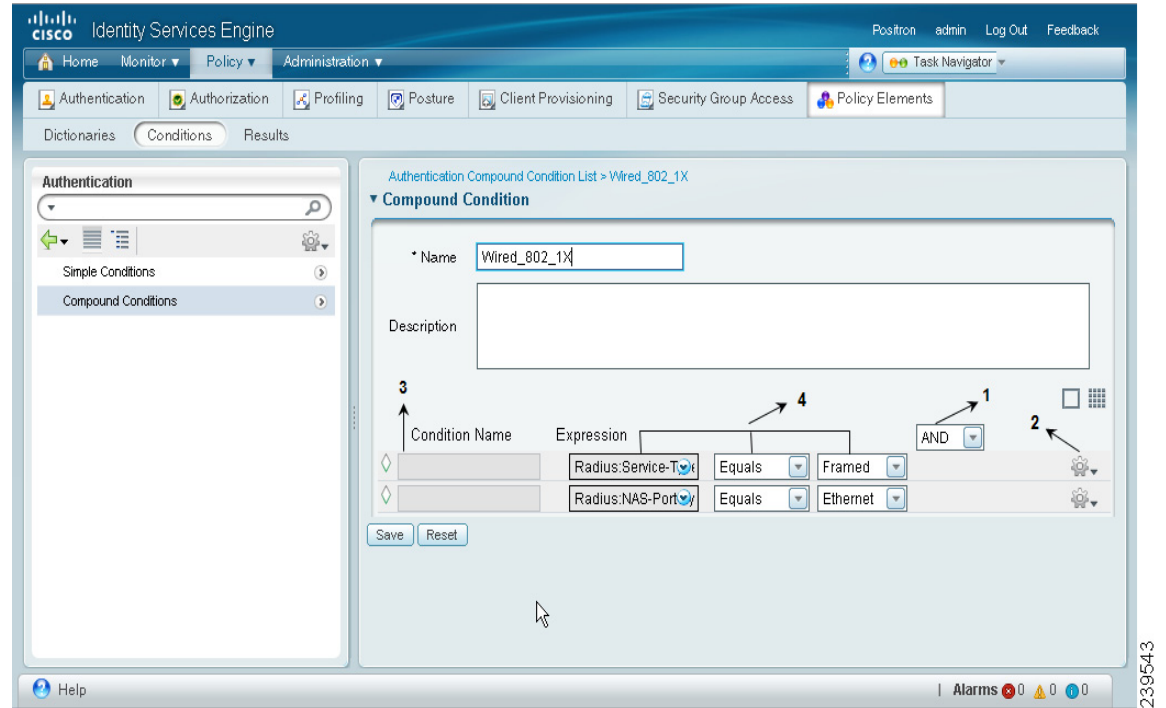 cisco Identity Services Engine
Positron admin Log Out Feedback
Home Monitor Policy Administration
Task Navigator
Authentication Authorization Profiling Posture Client Provisioning Security Group Access Policy Elements
Dictionaries Conditions Results
Authentication
Simple Conditions
Compound Conditions
Authentication Compound Condition List > Wired_802_1X
Compound Condition
* Name Wired_802_1X
Description
3 4 1 2
Condition Name Expression AND
Radius:Service-T Equals Framed
Radius:NAS-Port Equals Ethernet
Save Reset
Help
| Alarms 0 0 0
239543